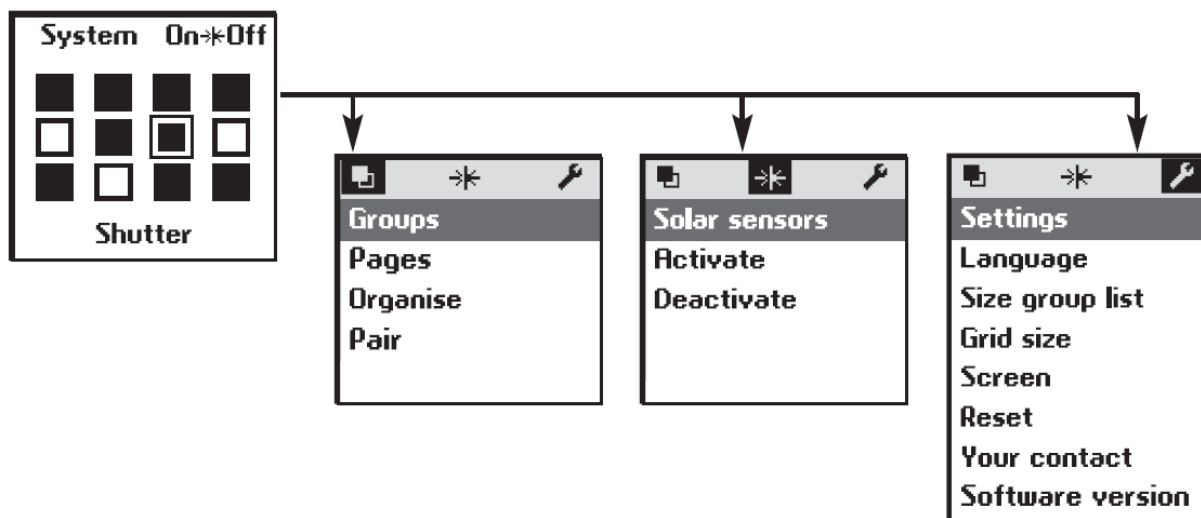 System On Off
Shutter
Groups
Pages
Organise
Pair
Solar sensors
Activate
Deactivate
Settings
Language
Size group list
Grid size
Screen
Reset
Your contact
Software version